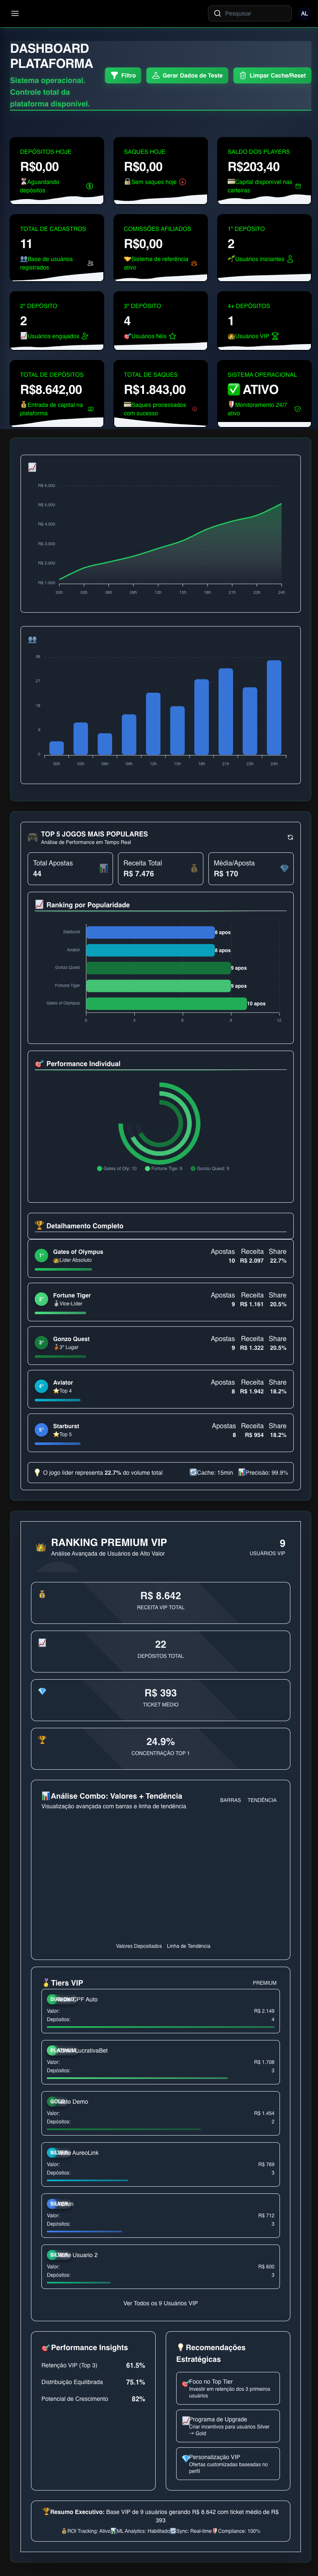 Pesquisar
AL
DASHBOARD
PLATAFORMA
Sistema operacional.
Controle total da
plataforma disponível.
Filtro
Gerar Dados de Teste
Limpar Cache/Reset
DEPÓSITOS HOJE
R$0,00
⏳Aguardando
depósitos
SAQUES HOJE
R$0,00
🔒Sem saques hoje
SALDO DOS PLAYERS
R$203,40
💳Capital disponível nas
carteiras
TOTAL DE CADASTROS
11
👥Base de usuários
registrados
COMISSÕES AFILIADOS
R$0,00
🤝Sistema de referência
ativo
1º DEPÓSITO
2
🌱Usuários iniciantes
2º DEPÓSITO
2
📈Usuários engajados
3º DEPÓSITO
4
🎯Usuários fiéis
4+ DEPÓSITOS
1
👑Usuários VIP
TOTAL DE DEPÓSITOS
R$8.642,00
💰Entrada de capital na
plataforma
TOTAL DE SAQUES
R$1.843,00
💳Saques processados
com sucesso
SISTEMA OPERACIONAL
✅ ATIVO
🛡️Monitoramento 24/7
ativo
R$ 6.000
R$ 5.000
R$ 4.000
R$ 3.000
R$ 2.000
R$ 1.000
00h 03h 06h 09h 12h 15h 18h 21h 23h 24h
36
27
18
9
0
00h 03h 06h 09h 12h 15h 18h 21h 23h 24h
TOP 5 JOGOS MAIS POPULARES
Análise de Performance em Tempo Real
Total Apostas
44
Receita Total
R$ 7.476
Média/Aposta
R$ 170
📈 Ranking por Popularidade
Starburst
8 apos
Aviator
8 apos
Gonzo Quest
9 apos
Fortune Tiger
9 apos
Gates of Olympus
10 apos
0 3 6 9 12
🎯 Performance Individual
Gates of Oly: 10 Fortune Tige: 9 Gonzo Quest: 9
🏆 Detalhamento Completo
1º
Gates of Olympus
👑Líder Absoluto
Apostas Receita Share
10 R$ 2.097 22.7%
2º
Fortune Tiger
🥈Vice-Líder
Apostas Receita Share
9 R$ 1.161 20.5%
3º
Gonzo Quest
🥉3º Lugar
Apostas Receita Share
9 R$ 1.322 20.5%
4º
Aviator
⭐Top 4
Apostas Receita Share
8 R$ 1.942 18.2%
5º
Starburst
⭐Top 5
Apostas Receita Share
8 R$ 954 18.2%
💡 O jogo líder representa 22.7% do volume total
🔄Cache: 15min 📊Precisão: 99.9%
👑 RANKING PREMIUM VIP
Análise Avançada de Usuários de Alto Valor
9
USUÁRIOS VIP
R$ 8.642
RECEITA VIP TOTAL
22
DEPÓSITOS TOTAL
R$ 393
TICKET MÉDIO
24.9%
CONCENTRAÇÃO TOP 1
📊Análise Combo: Valores + Tendência
Visualização avançada com barras e linha de tendência
BARRAS TENDÊNCIA
Valores Depositados Linha de Tendência
🏅Tiers VIP
PREMIUM
CPF Auto
Valor: R$ 2.149
Depósitos: 4
LucrativaBet
Valor: R$ 1.708
Depósitos: 3
Demo
Valor: R$ 1.454
Depósitos: 2
AureoLink
Valor: R$ 769
Depósitos: 3
Valor: R$ 712
Depósitos: 3
Usuario 2
Valor: R$ 600
Depósitos: 3
Ver Todos os 9 Usuários VIP
🎯Performance Insights
Retenção VIP (Top 3) 61.5%
Distribuição Equilibrada 75.1%
Potencial de Crescimento 82%
💡Recomendações
Estratégicas
🎯Foco no Top Tier
Investir em retenção dos 3 primeiros
usuários
📈Programa de Upgrade
Criar incentivos para usuários Silver
→ Gold
💎Personalização VIP
Ofertas customizadas baseadas no
perfil
🏆Resumo Executivo: Base VIP de 9 usuários gerando R$ 8.642 com ticket médio de R$
393
💰ROI Tracking: Ativo📊ML Analytics: Habilitado🔄Sync: Real-time🛡️Compliance: 100%